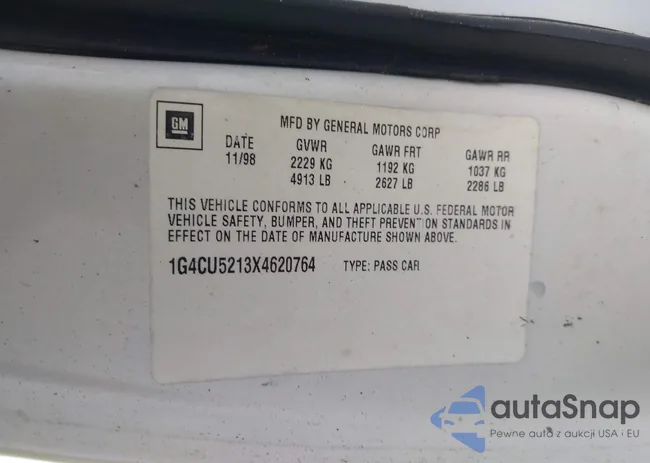 GM
MFD BY GENERAL MOTORS CORP
DATE GVWR GAWR FRT GAWR RR
11/98 2229 KG 1192 KG 1037 KG
4913 LB 2627 LB 2286 LB
THIS VEHICLE CONFORMS TO ALL APPLICABLE U.S. FEDERAL MOTOR
VEHICLE SAFETY, BUMPER, AND THEFT PREVENTION STANDARDS IN
EFFECT ON THE DATE OF MANUFACTURE SHOWN ABOVE.
1G4CU5213X4620764 TYPE: PASS CAR
autoSnap
Pewne auta z aukcji USA i EU